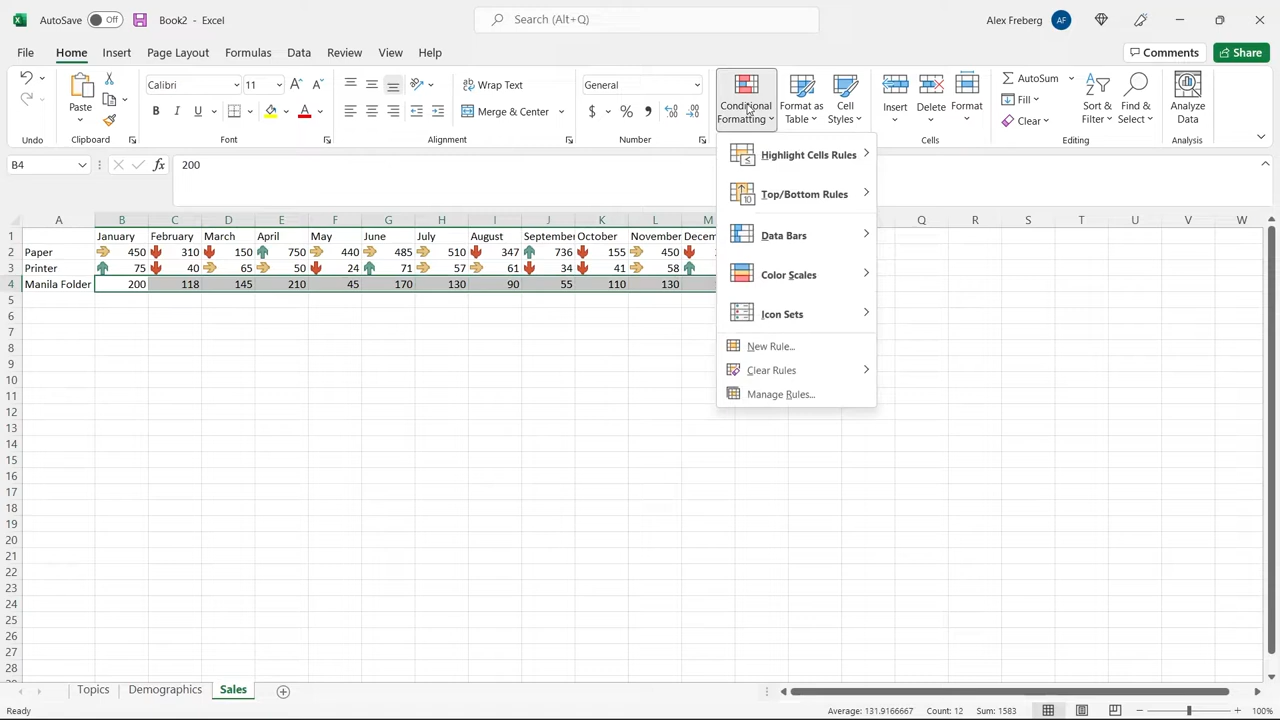 AutoSave Off Book2 - Excel Search (Alt+Q) Alex Freberg AF
File Home Insert Page Layout Formulas Data Review View Help Comments Share
Paste Calibri 11 Wrap Text General Conditional Formatting Format as Table Cell Styles Insert Delete Format AutoSum Sort & Filter Find & Select Analyze Data
B I U A Merge & Center $ % , Fill
Clear
Undo Clipboard Font Alignment Number Cells Editing Analysis
B4 fx 200
Highlight Cells Rules
Top/Bottom Rules
Data Bars
Color Scales
Icon Sets
New Rule...
Clear Rules
Manage Rules...
A B C D E F G H I J K L M Q R S T U V W
1 January February March April May June July August September October November Decem
2 Paper 450 310 150 750 440 485 510 347 736 155 450
3 Printer 75 40 65 50 24 71 57 61 34 41 58
4 Folder 200 118 145 210 45 170 130 90 55 110 130
5
6
7
8
9
10
11
12
13
14
15
16
17
18
19
20
21
22
23
24
25
26
27
28
Topics Demographics Sales
Ready Average: 131.9166667 Count: 12 Sum: 1583 100%